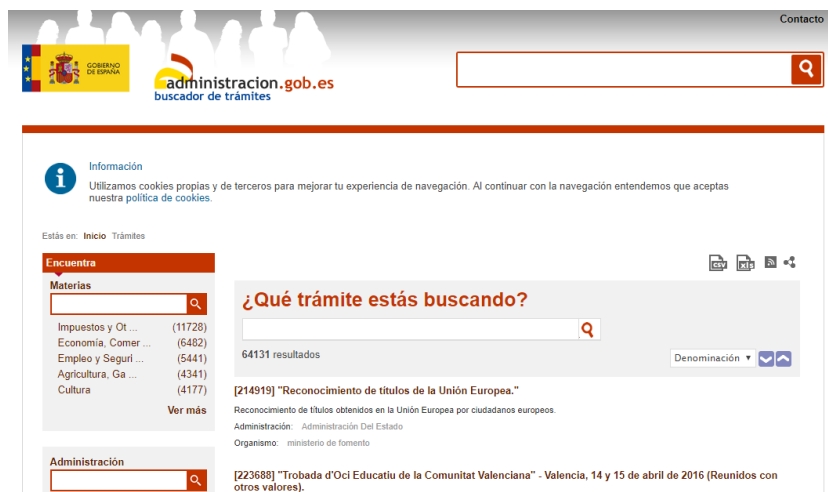 Contacto
GOBIERNO
DE ESPAÑA
administracion.gob.es
buscador de trámites
Información
Utilizamos cookies propias y de terceros para mejorar tu experiencia de navegación. Al continuar con la navegación entendemos que aceptas
nuestra política de cookies.
Estás en: Inicio Trámites
Encuentra
Materias
Impuestos y Ot ... (11728)
Economía, Comer ... (6482)
Empleo y Seguri ... (5441)
Agricultura, Ga ... (4341)
Cultura (4177)
Ver más
Administración
CSV xls
¿Qué trámite estás buscando?
64131 resultados
Denominación
[214919] "Reconocimiento de títulos de la Unión Europea."
Reconocimiento de títulos obtenidos en la Unión Europea por ciudadanos europeos.
Administración: Administración Del Estado
Organismo: ministerio de fomento
[223688] "Trobada d'Oci Educatiu de la Comunitat Valenciana" - Valencia, 14 y 15 de abril de 2016 (Reunidos con
otros valores).